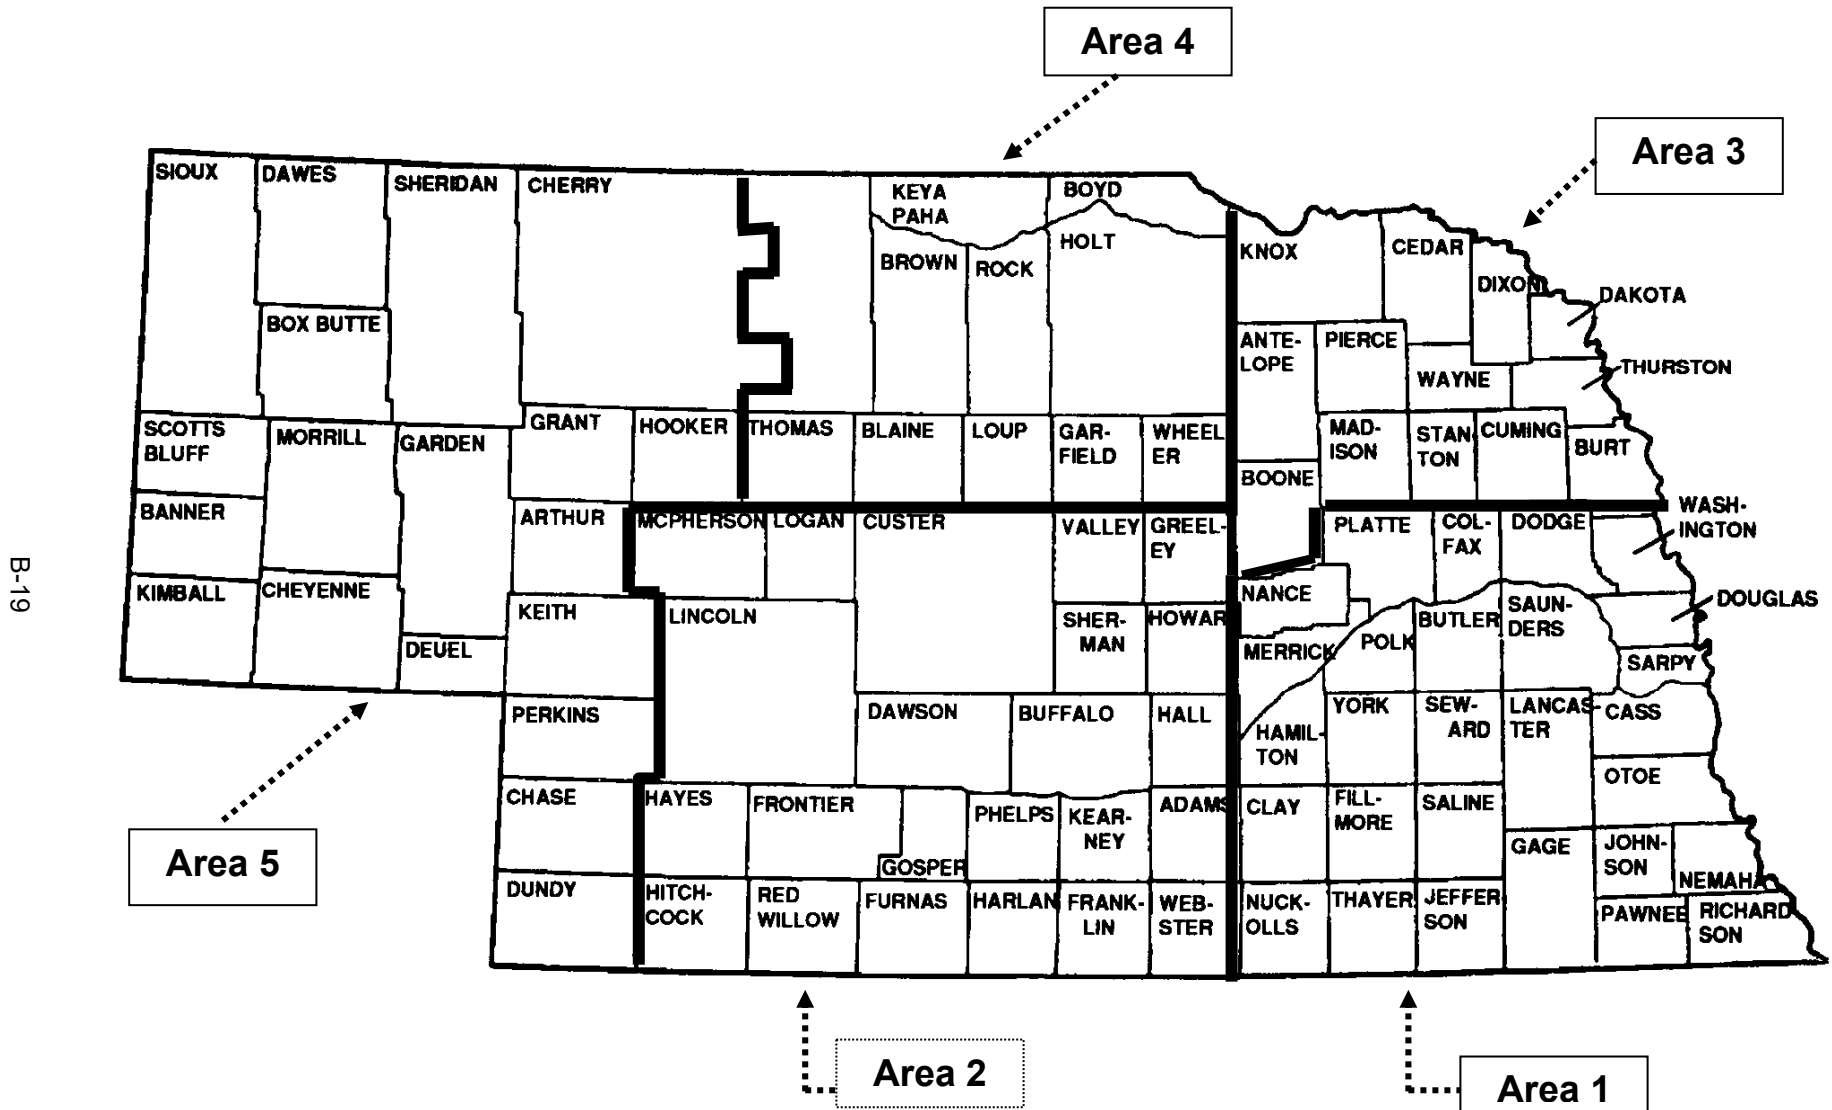 Area 4
Area 3
SIOUX
DAWES
SHERIDAN
CHERRY
KEYA
PAHA
BOYD
HOLT
BROWN
ROCK
KNOX
CEDAR
DIXON
DAKOTA
BOX BUTTE
ANTE-
LOPE
PIERCE
WAYNE
THURSTON
SCOTTS
BLUFF
MORRILL
GARDEN
GRANT
HOOKER
THOMAS
BLAINE
LOUP
GAR-
FIELD
WHEEL
ER
MAD-
ISON
STAN
TON
CUMING
BURT
BOONE
BANNER
ARTHUR
MCPHERSON
LOGAN
CUSTER
VALLEY
GREEL-
EY
PLATTE
COL-
FAX
DODGE
WASH-
INGTON
B-19
KIMBALL
CHEYENNE
KEITH
LINCOLN
SHER-
MAN
HOWAR
NANCE
MERRICK
POLK
BUTLER
SAUN-
DERS
DOUGLAS
SARPY
DEUEL
PERKINS
DAWSON
BUFFALO
HALL
HAMIL-
TON
YORK
SEW-
ARD
LANCAS-
TER
CASS
OTOE
CHASE
HAYES
FRONTIER
GOSPER
PHELPS
KEAR-
NEY
ADAMS
CLAY
FILL-
MORE
SALINE
GAGE
JOHN-
SON
NEMAHA
Area 5
DUNDY
HITCH-
COCK
RED
WILLOW
FURNAS
HARLAN
FRANK-
LIN
WEB-
STER
NUCK-
OLLS
THAYER
JEFFER
SON
PAWNEE
RICHARD
SON
Area 2
Area 1